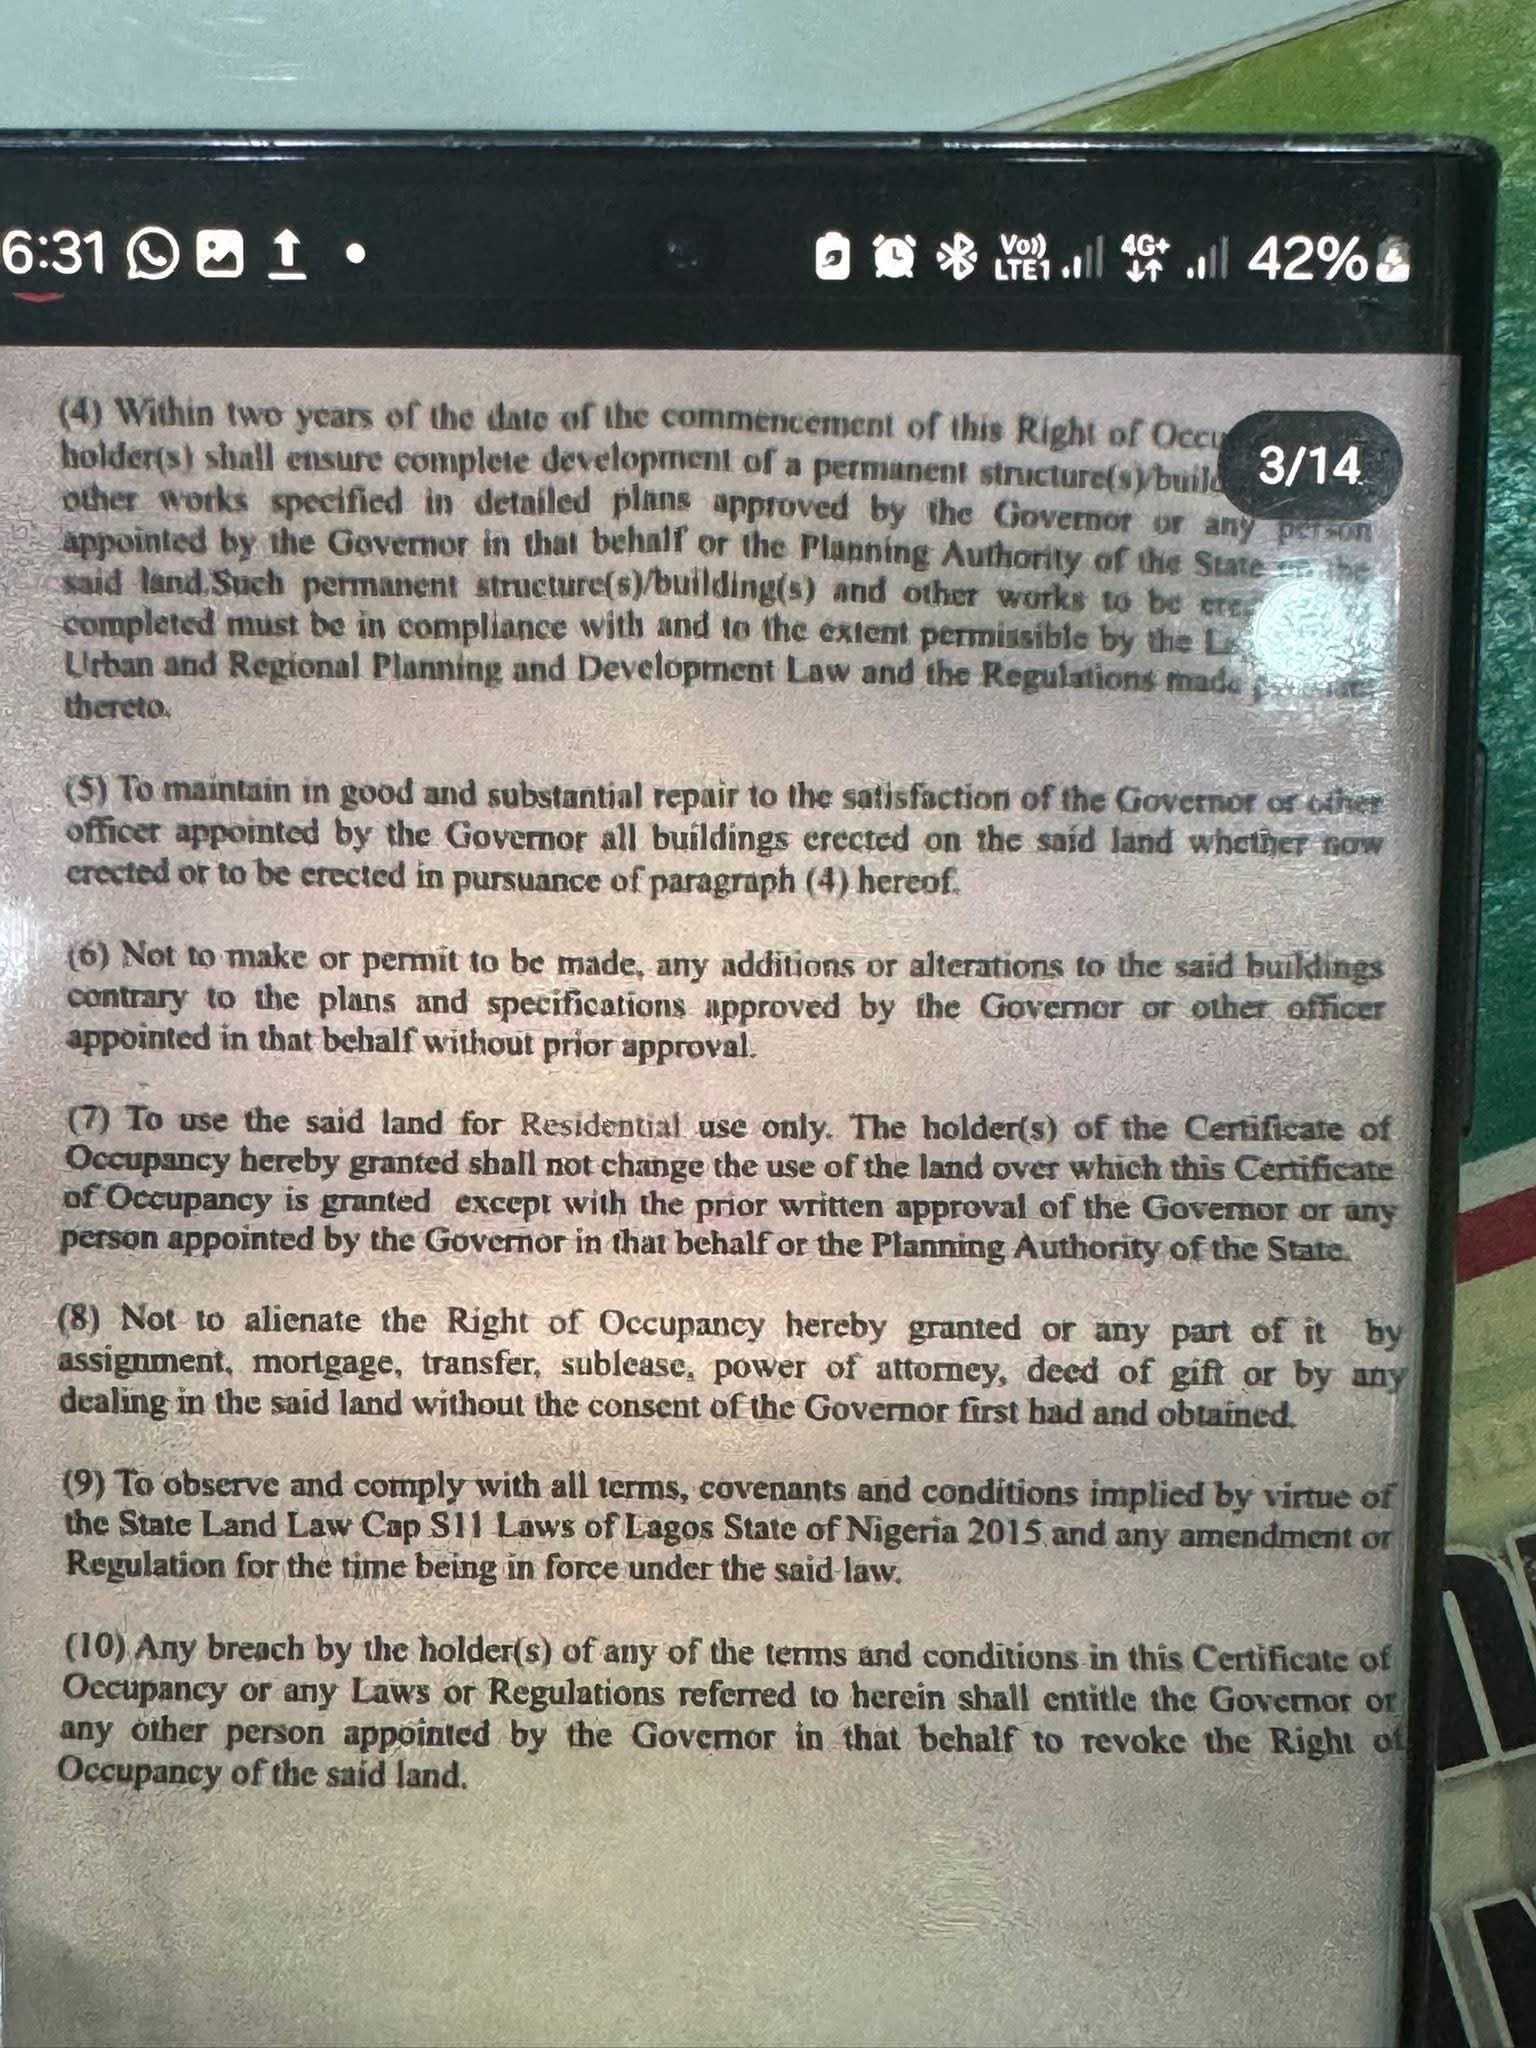 6:31
Vo))
LTE1
4G+
42%
3/14
(4) Within two years of the date of the commencement of this Right of
holder(s) shall ensure complete development of a permanent
other works specified in detailed plans approved by the Governor or any person
appointed by the Governor in that behalf or the Planning Authority of the State
said land.Such permanent structure(s)/building(s) and other works to be
completed must be in compliance with and to the extent permissible by the
Urban and Regional Planning and Development Law and the Regulations made
thereto.
(5) To maintain in good and substantial repair to the satisfaction of the Governor or other
officer appointed by the Governor all buildings erected on the said land whether now
erected or to be erected in pursuance of paragraph (4) hereof.
(6) Not to make or permit to be made, any additions or alterations to the said buildings
contrary to the plans and specifications approved by the Governor or other officer
appointed in that behalf without prior approval.
(7) To use the said land for Residential use only. The holder(s) of the Certificate of
Occupancy hereby granted shall not change the use of the land over which this Certificate
of Occupancy is granted except with the prior written approval of the Governor or any
person appointed by the Governor in that behalf or the Planning Authority of the State.
(8) Not to alienate the Right of Occupancy hereby granted or any part of it by
assignment, mortgage, transfer, sublease, power of attorney, deed of gift or by any
dealing in the said land without the consent of the Governor first had and obtained.
(9) To observe and comply with all terms, covenants and conditions implied by virtue of
the State Land Law Cap S11 Laws of Lagos State of Nigeria 2015 and any amendment or
Regulation for the time being in force under the said law.
(10) Any breach by the holder(s) of any of the terms and conditions in this Certificate of
Occupancy or any Laws or Regulations referred to herein shall entitle the Governor or
any other person appointed by the Governor in that behalf to revoke the Right of
Occupancy of the said land.